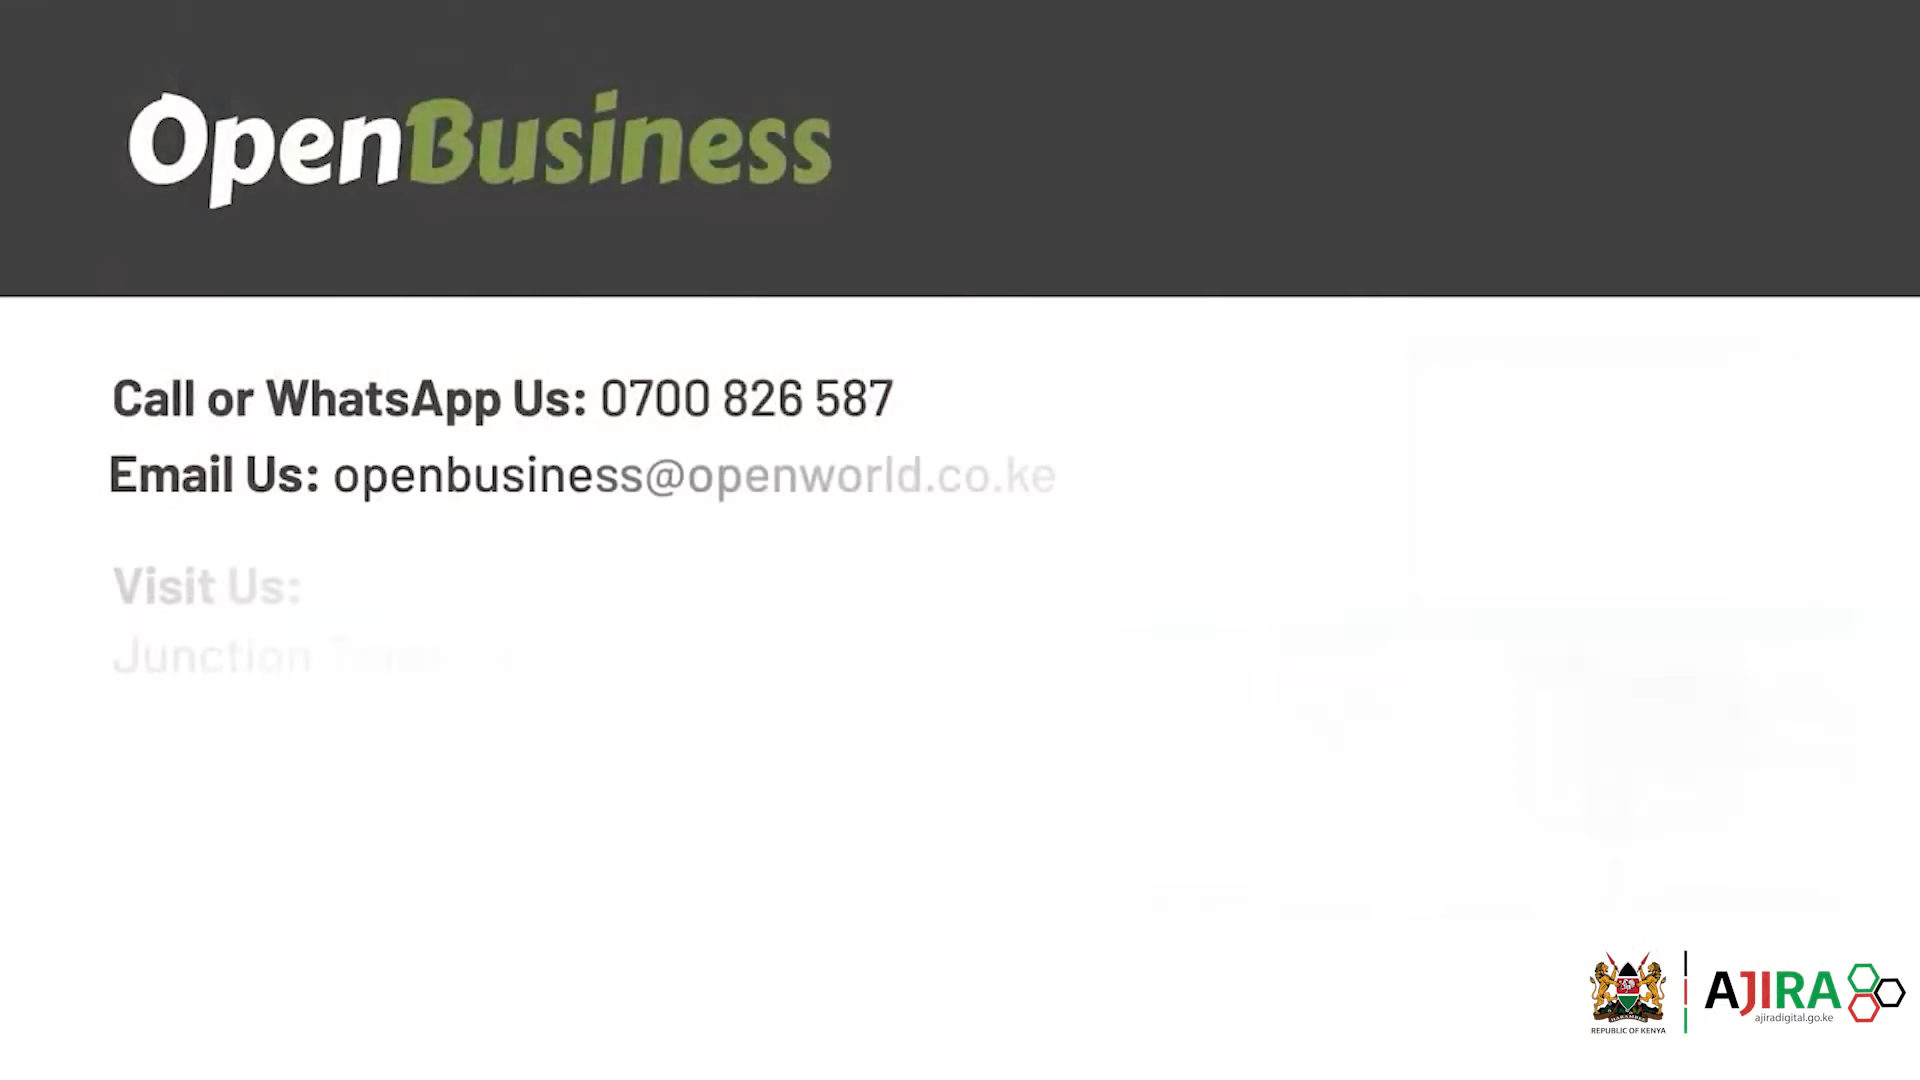 OpenBusiness
Call or WhatsApp Us: 0700 826 587
Email Us: openbusiness@openworld.co.ke
Visit Us:
Junction
HARAMBEE
REPUBLIC OF KENYA
AJIRA
ajiradigital.go.ke